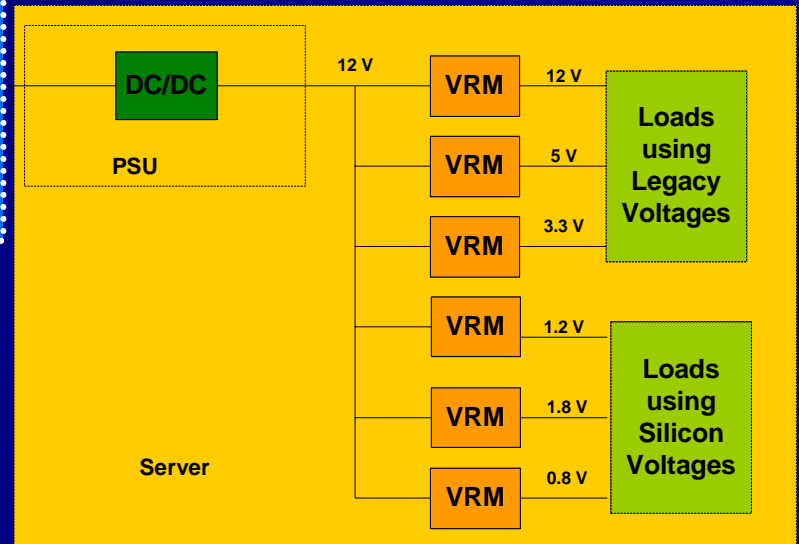 12 V
DC/DC
VRM
12 V
Loads
using
Legacy
Voltages
PSU
VRM
5 V
VRM
3.3 V
VRM
1.2 V
Loads
using
Silicon
Voltages
VRM
1.8 V
Server
VRM
0.8 V